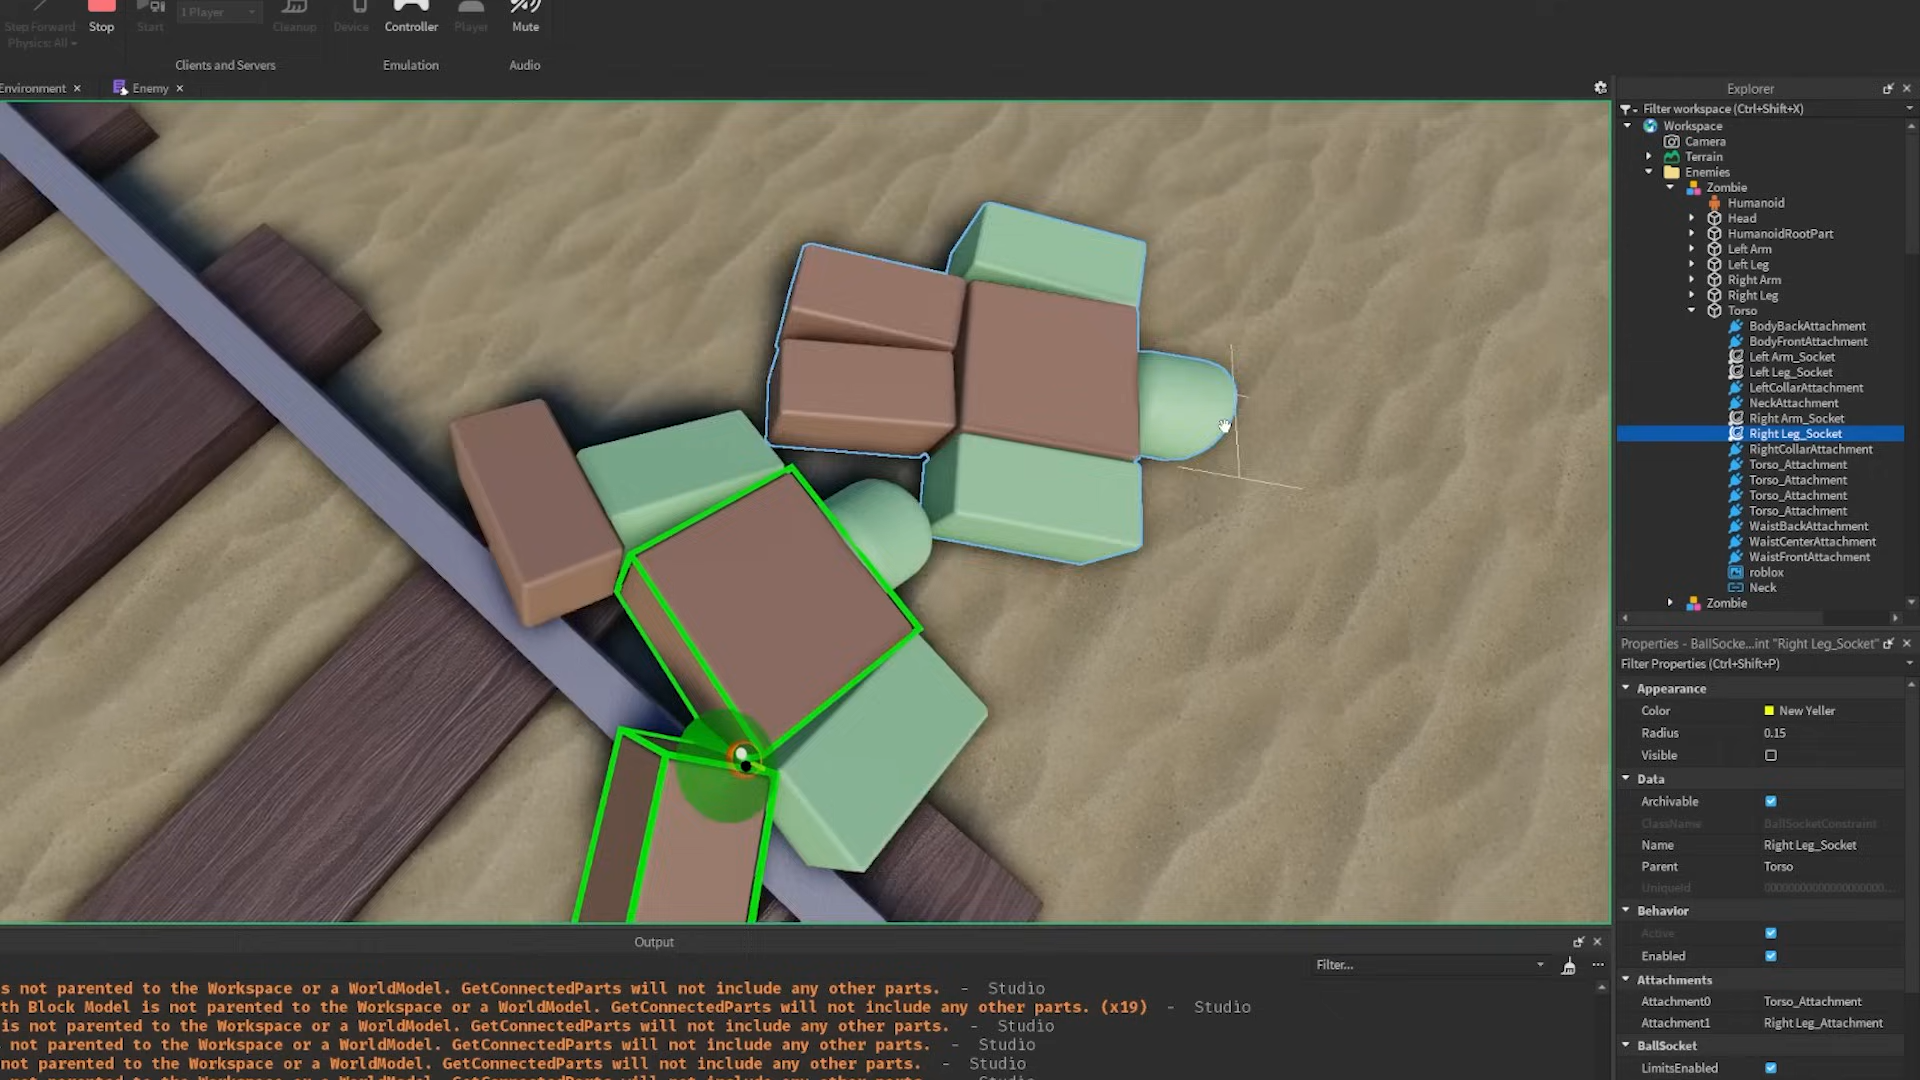 Step Forward
Stop
Start
1 Player
Cleanup
Device
Controller
Player
Mute
Physics: All
Clients and Servers
Emulation
Audio
Environment
Enemy
Explorer
Filter workspace (Ctrl+Shift+X)
Workspace
Camera
Terrain
Enemies
Zombie
Humanoid
Head
HumanoidRootPart
Left Arm
Left Leg
Right Arm
Right Leg
Torso
BodyBackAttachment
BodyFrontAttachment
Left Arm_Socket
Left Leg_Socket
LeftCollarAttachment
NeckAttachment
Right Arm_Socket
Right Leg_Socket
RightCollarAttachment
Torso_Attachment
Torso_Attachment
Torso_Attachment
Torso_Attachment
WaistBackAttachment
WaistCenterAttachment
WaistFrontAttachment
roblox
Neck
Zombie
Properties - BallSocke...int "Right Leg_Socket"
Filter Properties (Ctrl+Shift+P)
Appearance
Color New Yeller
Radius 0.15
Visible
Data
Archivable
ClassName BallSocketConstraint
Name Right Leg_Socket
Parent Torso
UniqueId
Behavior
Active
Enabled
Attachments
Attachment0 Torso_Attachment
Attachment1 Right Leg_Attachment
BallSocket
LimitsEnabled
Output
Filter...
s not parented to the Workspace or a WorldModel. GetConnectedParts will not include any other parts. - Studio
th Block Model is not parented to the Workspace or a WorldModel. GetConnectedParts will not include any other parts. (x19) - Studio
is not parented to the Workspace or a WorldModel. GetConnectedParts will not include any other parts. - Studio
not parented to the Workspace or a WorldModel. GetConnectedParts will not include any other parts. - Studio
not parented to the Workspace or a WorldModel. GetConnectedParts will not include any other parts. - Studio